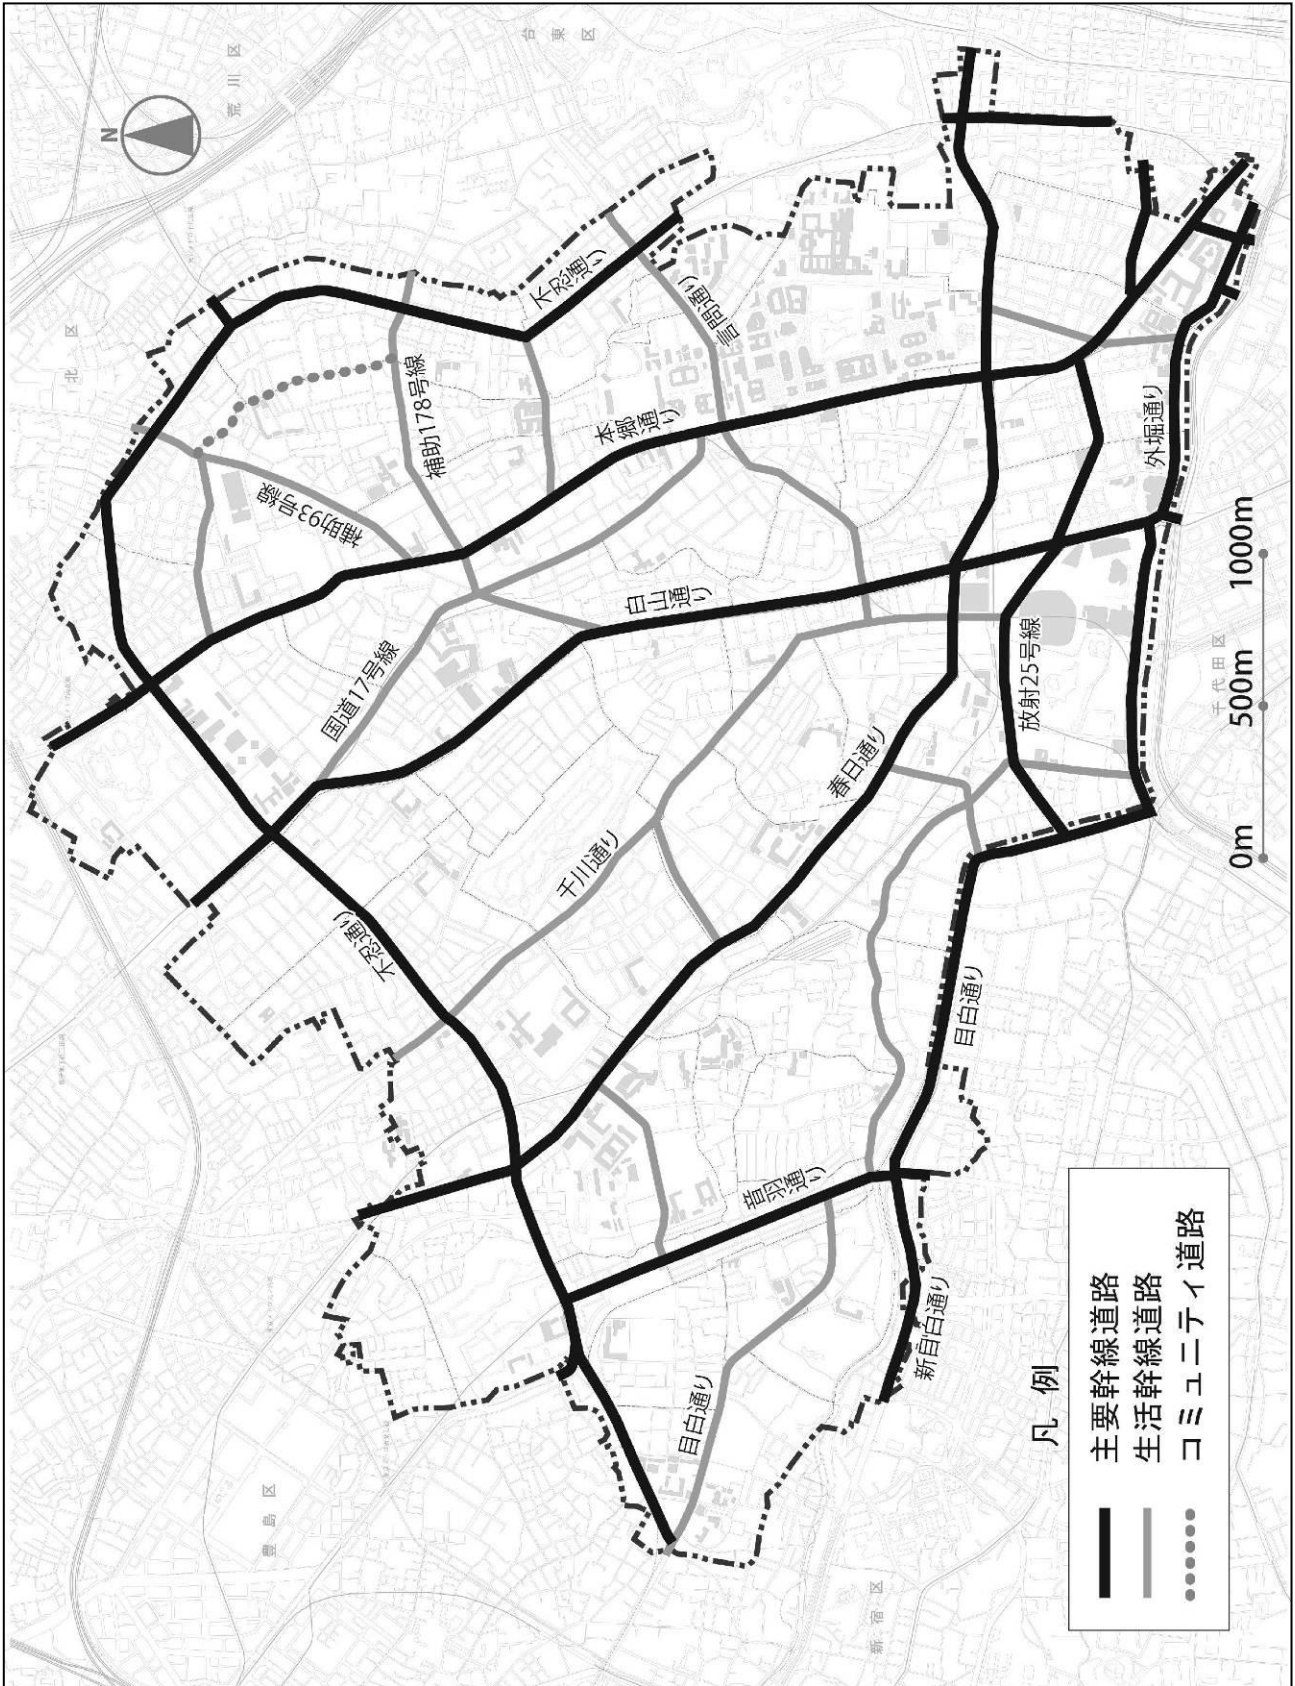 N
荒川区
台東区
北区
不忍通り
言問通り
補助178号線
本郷通り
補助93号線
白山通り
国道17号線
外堀通り
放射25号線
春日通り
千川通り
不忍通り
目白通り
音羽通り
新目白通り
目白通り
千代田区
豊島区
新宿区
0m 500m 1000m
凡例
主要幹線道路
生活幹線道路
コミュニティ道路